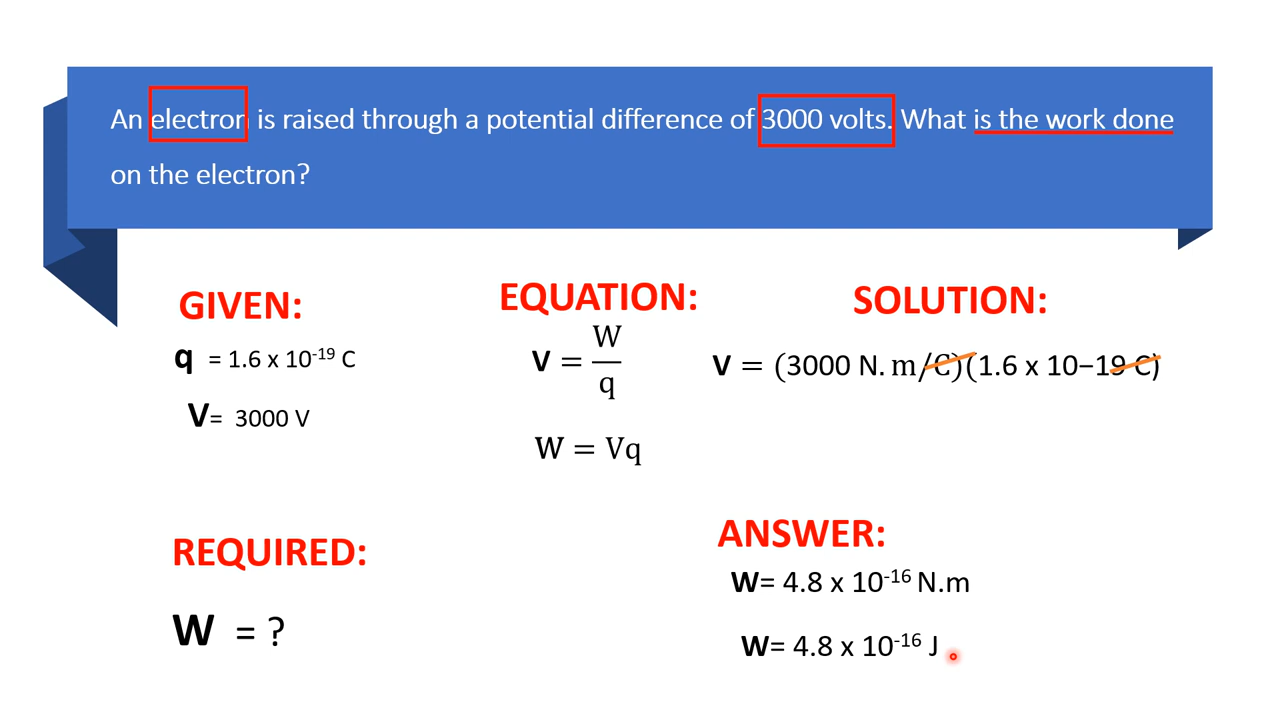 An electron is raised through a potential difference of 3000 volts. What is the work done
on the electron?
GIVEN:
q = 1.6 x 10⁻¹⁹ C
V= 3000 V
REQUIRED:
W = ?
EQUATION:
V = W/q
W = Vq
SOLUTION:
V = (3000 N. m/C)(1.6 x 10−19 C)
ANSWER:
W= 4.8 x 10⁻¹⁶ N.m
W= 4.8 x 10⁻¹⁶ J